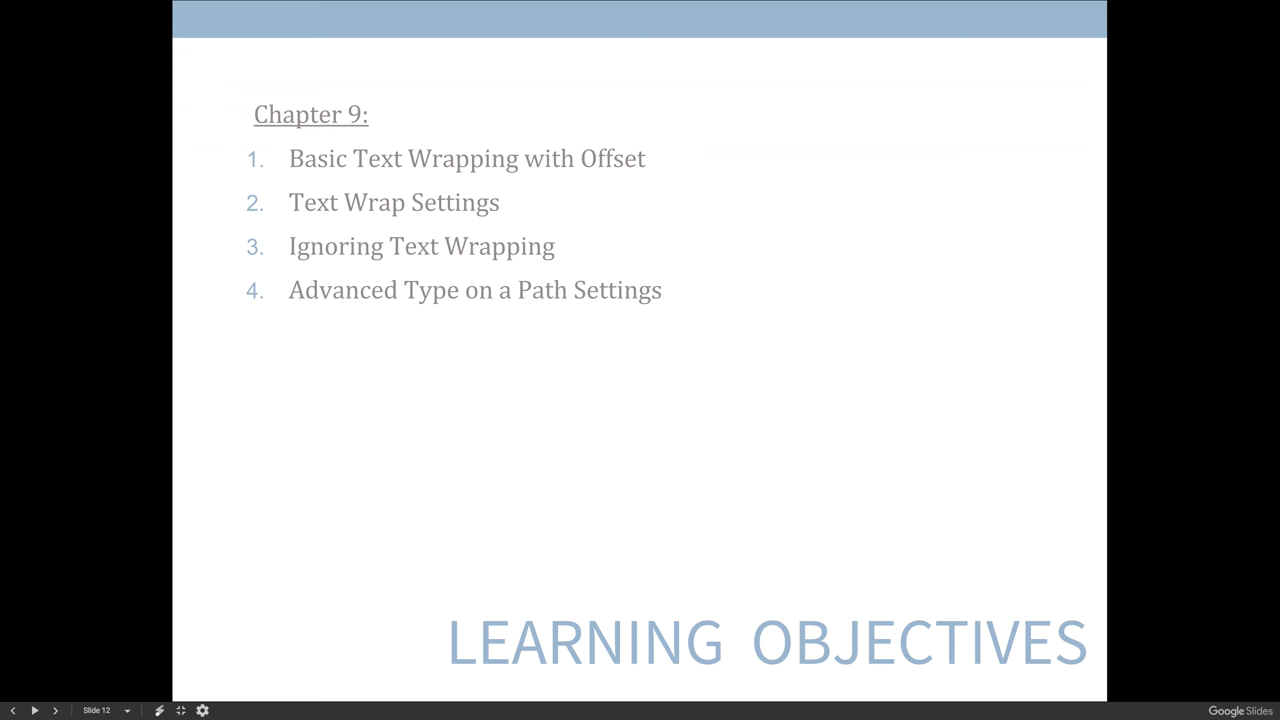 Chapter 9:
1. Basic Text Wrapping with Offset
2. Text Wrap Settings
3. Ignoring Text Wrapping
4. Advanced Type on a Path Settings
LEARNING OBJECTIVES
Slide 12
Google Slides